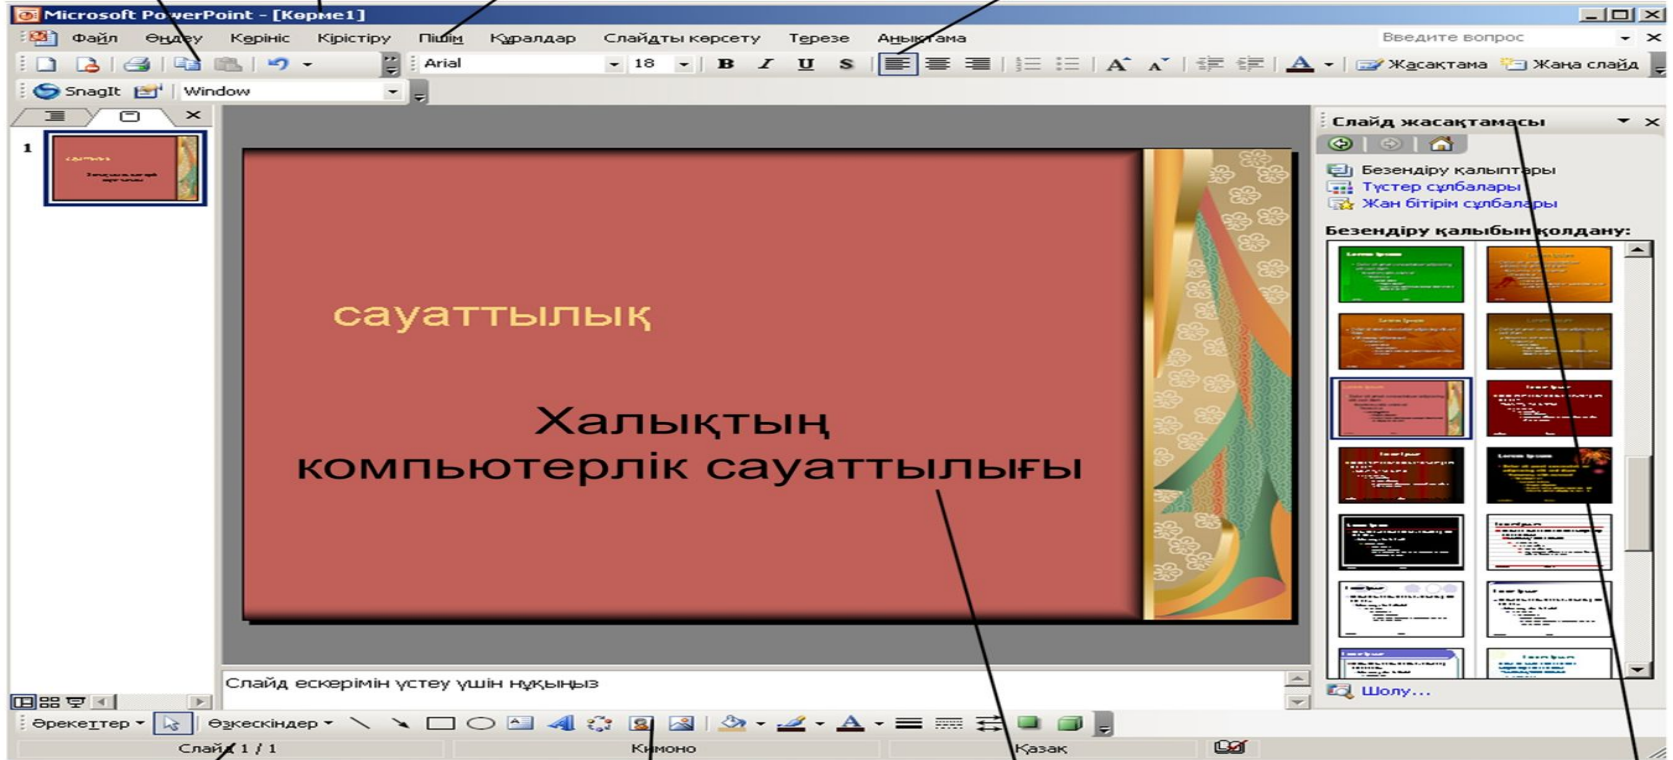 Microsoft PowerPoint - [Көрме1]
Файл Өңдеу Көрініс Кірістіру Пішім Құралдар Слайдты көрсету Терезе Анықтама Введите вопрос
Arial 18 B I U S A A A Жасақтама Жаңа слайд
SnagIt Window
Слайд жасақтамасы
1
Безендіру қалыптары
Түстер сұлбалары
Жан бітірім сұлбалары
Безендіру қалыбын қолдану:
сауаттылық
Халықтың
компьютерлік сауаттылығы
Слайд ескерімін үстеу үшін нұқыңыз
Шолу...
Әрекеттер Өзкескіндер
Слайд 1 / 1 Кимоно Қазақ